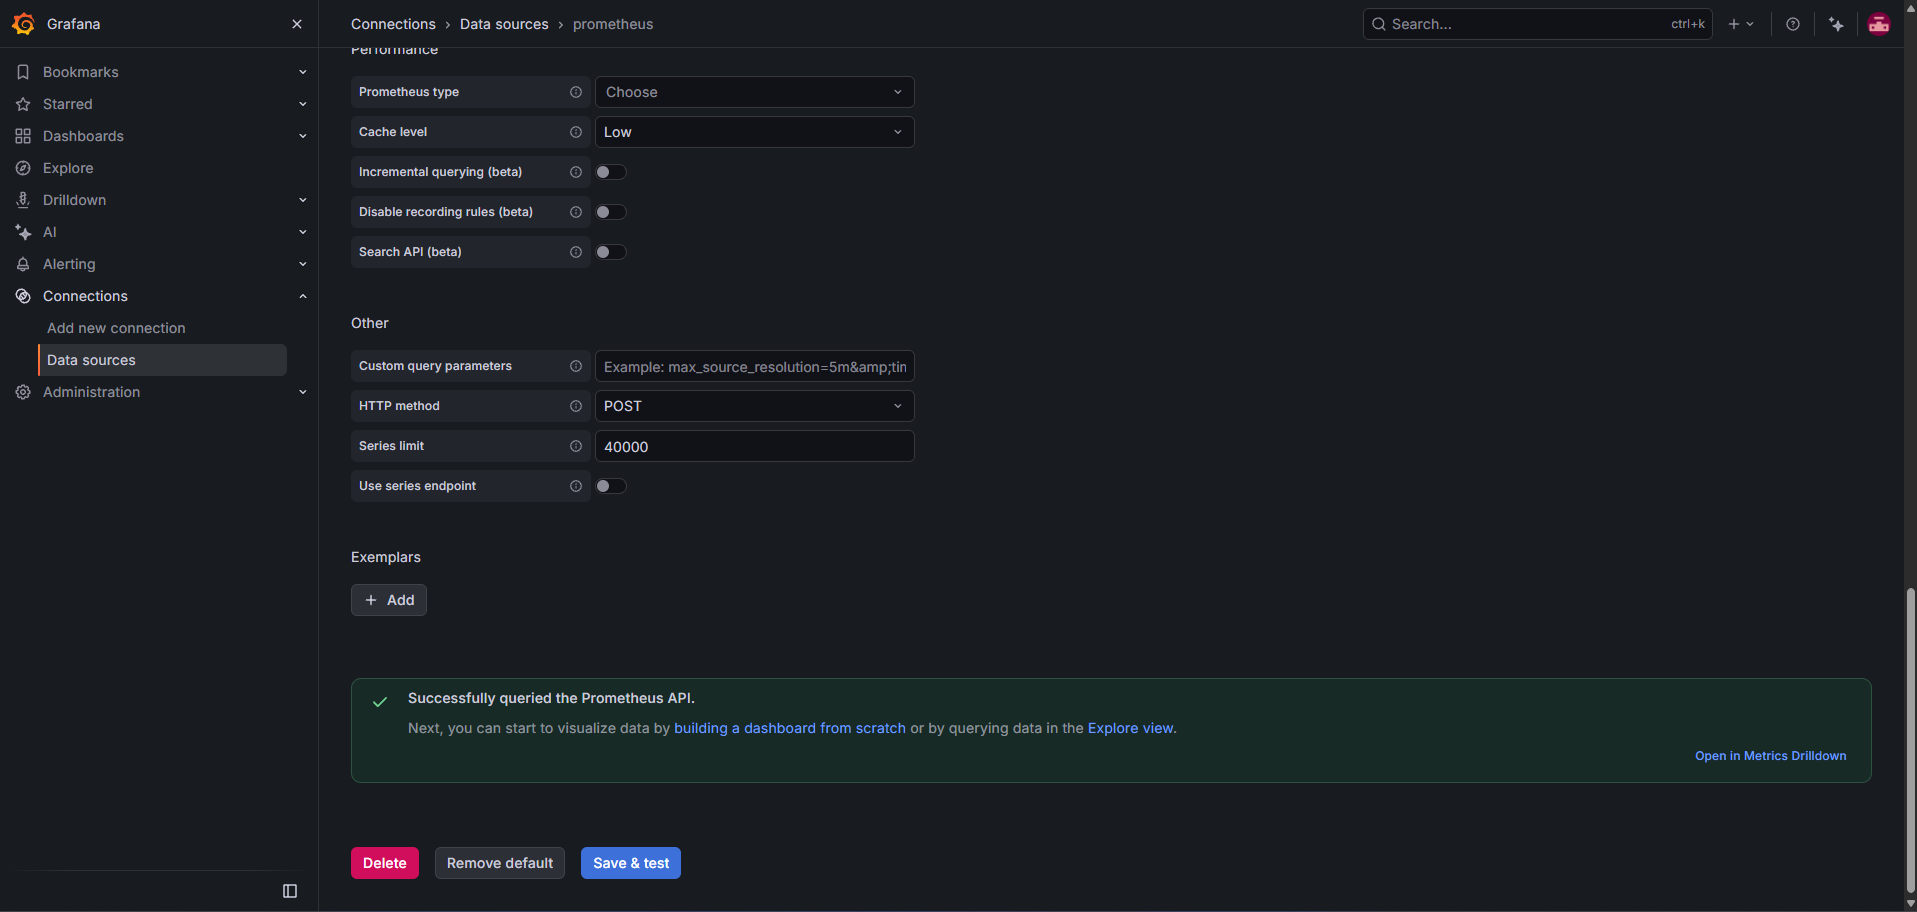 Grafana
Connections › Data sources › prometheus
Search...
ctrl+k
Bookmarks
Starred
Dashboards
Explore
Drilldown
AI
Alerting
Connections
Add new connection
Data sources
Administration
Performance
Prometheus type
Choose
Cache level
Low
Incremental querying (beta)
Disable recording rules (beta)
Search API (beta)
Other
Custom query parameters
Example: max_source_resolution=5m&amp;tin
HTTP method
POST
Series limit
40000
Use series endpoint
Exemplars
+ Add
Successfully queried the Prometheus API.
Next, you can start to visualize data by building a dashboard from scratch or by querying data in the Explore view.
Open in Metrics Drilldown
Delete
Remove default
Save & test